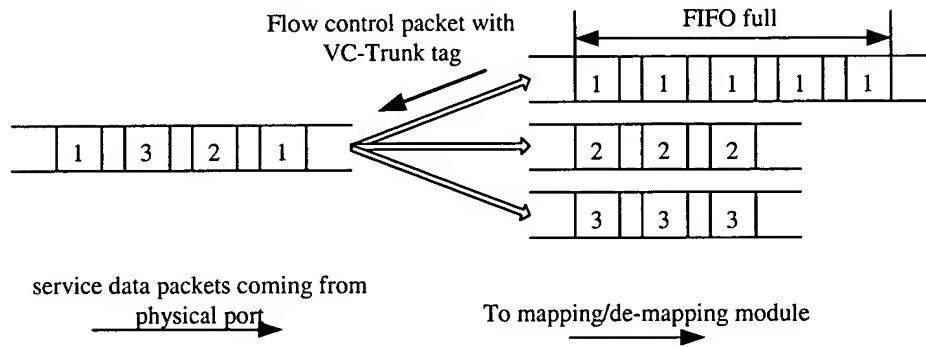 Flow control packet with
VC-Trunk tag
FIFO full
1 1 1 1 1
1 3 2 1
2 2 2
3 3 3
service data packets coming from
physical port
To mapping/de-mapping module